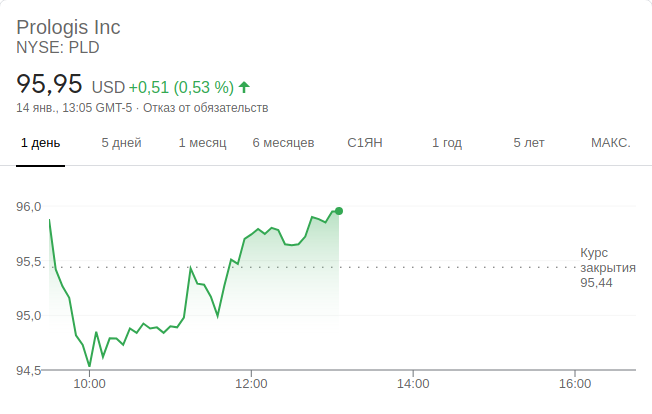 Prologis Inc
NYSE: PLD
95,95 USD +0,51 (0,53 %)
14 янв., 13:05 GMT-5 · Отказ от обязательств
1 день 5 дней 1 месяц 6 месяцев С1ЯН 1 год 5 лет МАКС.
96,0
95,5
95,0
94,5
Курс
закрытия
95,44
10:00 12:00 14:00 16:00